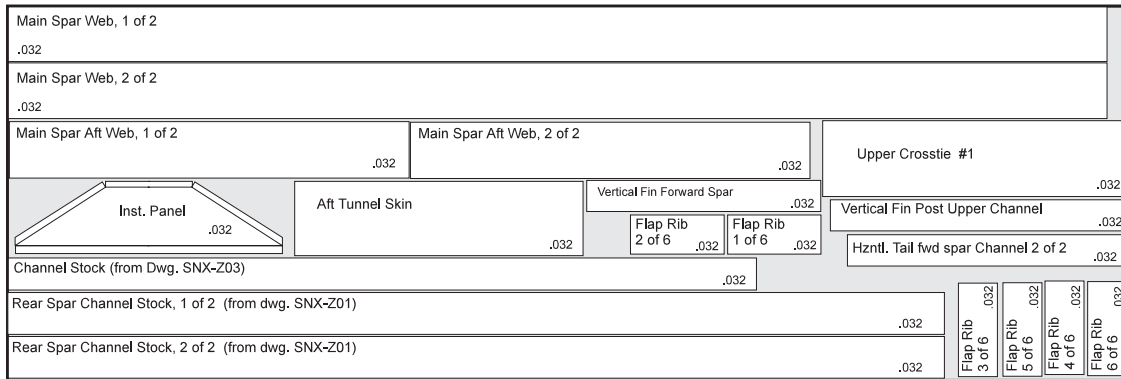 Main Spar Web, 1 of 2
.032
Main Spar Web, 2 of 2
.032
Main Spar Aft Web, 1 of 2
.032
Main Spar Aft Web, 2 of 2
.032
Upper Crosstie #1
.032
Inst. Panel
.032
Aft Tunnel Skin
.032
Vertical Fin Forward Spar
.032
Flap Rib
2 of 6
.032
Flap Rib
1 of 6
.032
Vertical Fin Post Upper Channel
.032
Hzntl. Tail fwd spar Channel 2 of 2
.032
Channel Stock (from Dwg. SNX-Z03)
.032
Rear Spar Channel Stock, 1 of 2 (from dwg. SNX-Z01)
.032
Rear Spar Channel Stock, 2 of 2 (from dwg. SNX-Z01)
.032
Flap Rib
3 of 6
.032
Flap Rib
5 of 6
.032
Flap Rib
4 of 6
.032
Flap Rib
6 of 6
.032